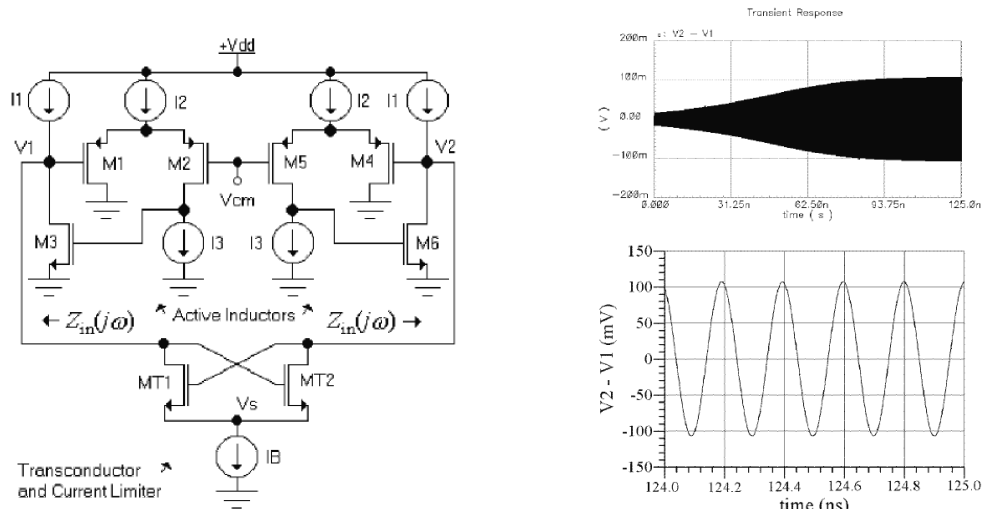 +Vdd
I1
I2
I2
I1
V1
M1
M2
M5
M4
V2
Vcm
M3
I3
I3
M6
← Zin(jω)
Active Inductors
Zin(jω) →
MT1
MT2
Vs
IB
Transconductor
and Current Limiter
Transient Response
: V2 - V1
200m
100m
0.00
-100m
-200m
(V)
0.000
31.25n
62.50n
93.75n
125.0n
time (s)
150
100
50
0
-50
-100
-150
V2 - V1 (mV)
124.0
124.2
124.4
124.6
124.8
125.0
time (ns)